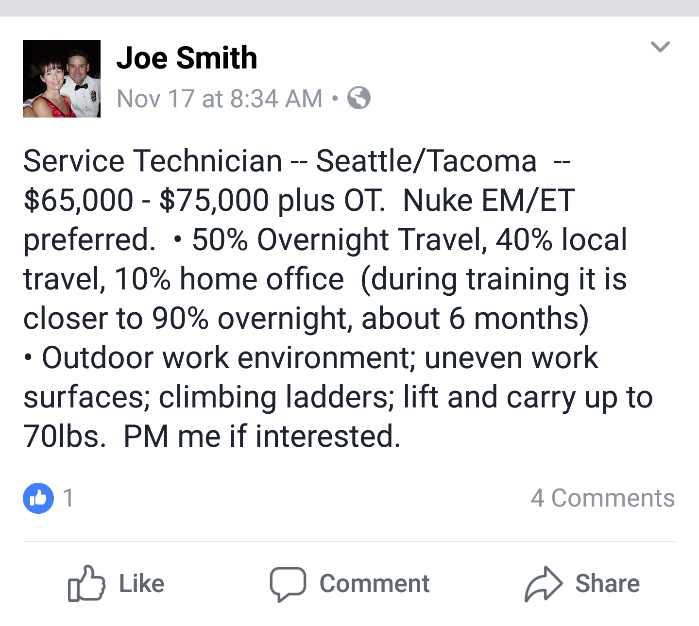 Joe Smith
Nov 17 at 8:34 AM •
Service Technician -- Seattle/Tacoma  --
$65,000 - $75,000 plus OT.  Nuke EM/ET
preferred.  • 50% Overnight Travel, 40% local
travel, 10% home office  (during training it is
closer to 90% overnight, about 6 months)
• Outdoor work environment; uneven work
surfaces; climbing ladders; lift and carry up to
70lbs.  PM me if interested.
1 4 Comments
Like Comment Share